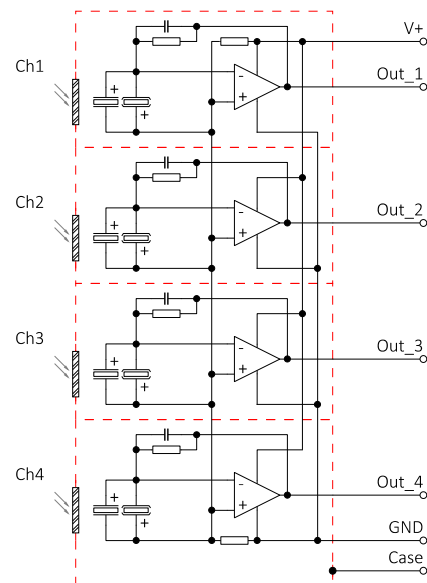 V+
Ch1
Out_1
-
+
+
+
Ch2
Out_2
-
+
+
+
Ch3
Out_3
-
+
+
+
Ch4
Out_4
-
+
+
+
GND
Case